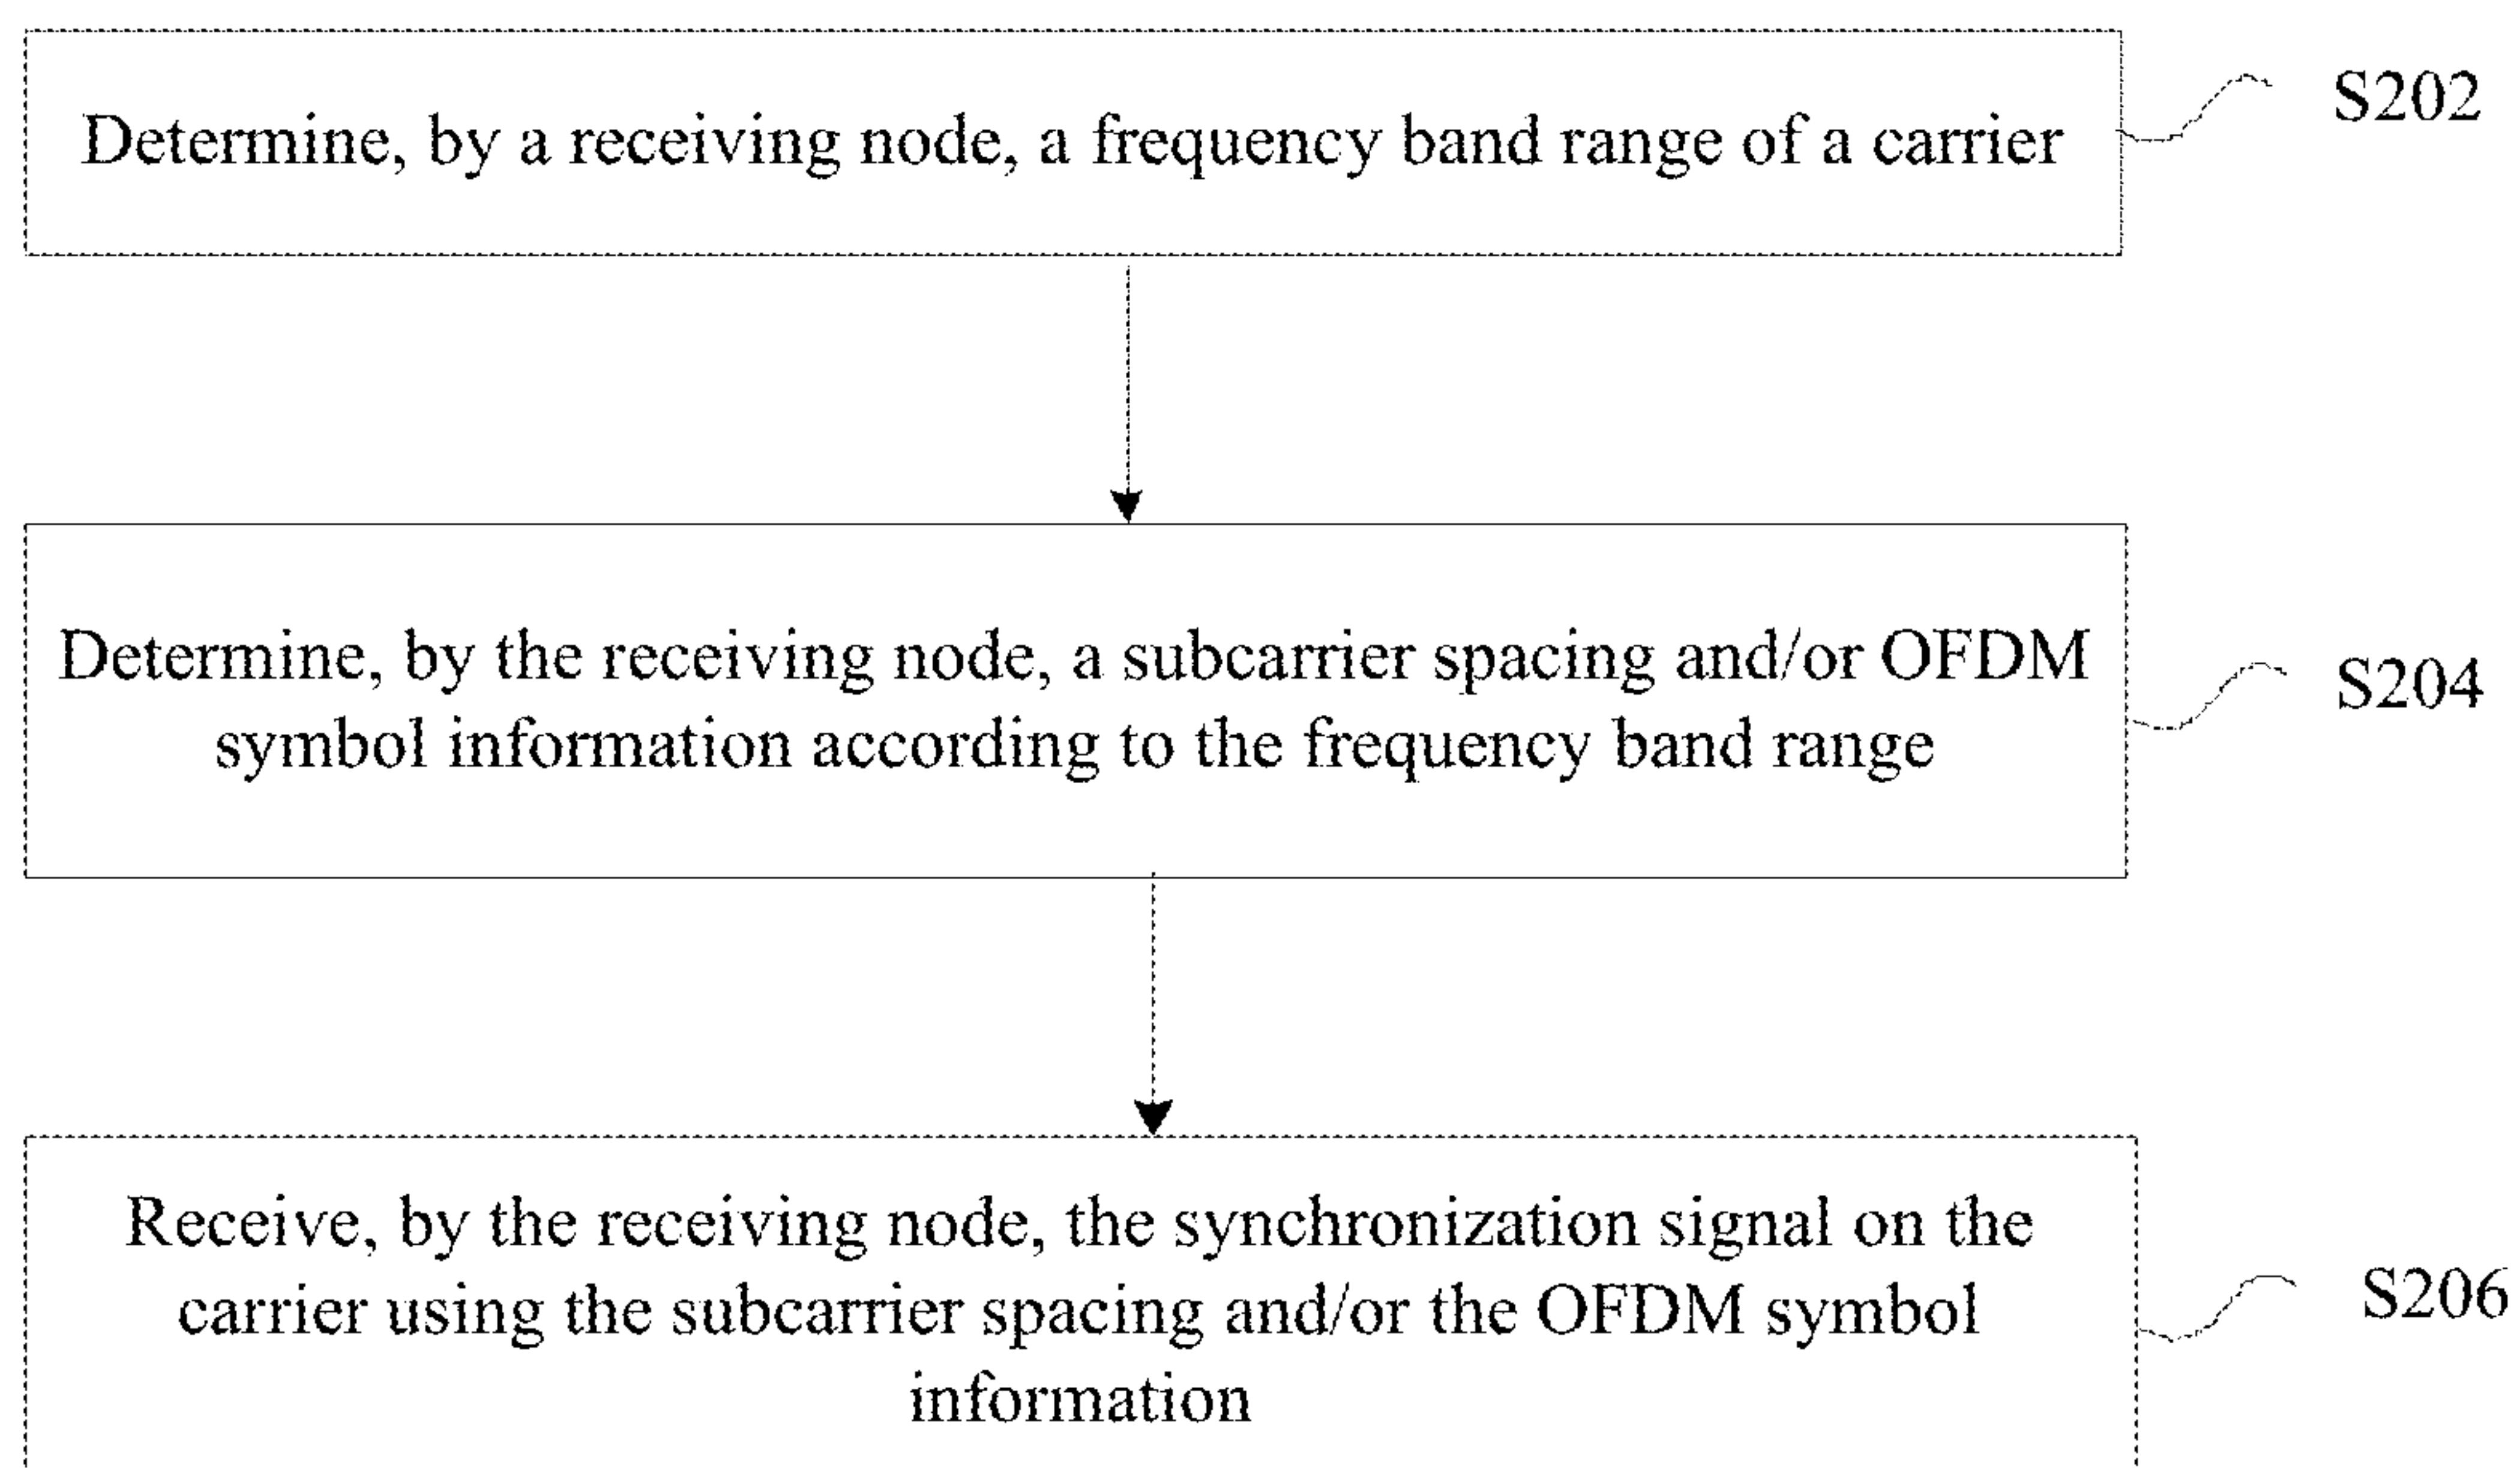 Determine, by a receiving node, a frequency band range of a carrier
S202
Determine, by the receiving node, a subcarrier spacing and/or OFDM
symbol information according to the frequency band range
S204
Receive, by the receiving node, the synchronization signal on the
carrier using the subcarrier spacing and/or the OFDM symbol
information
S206